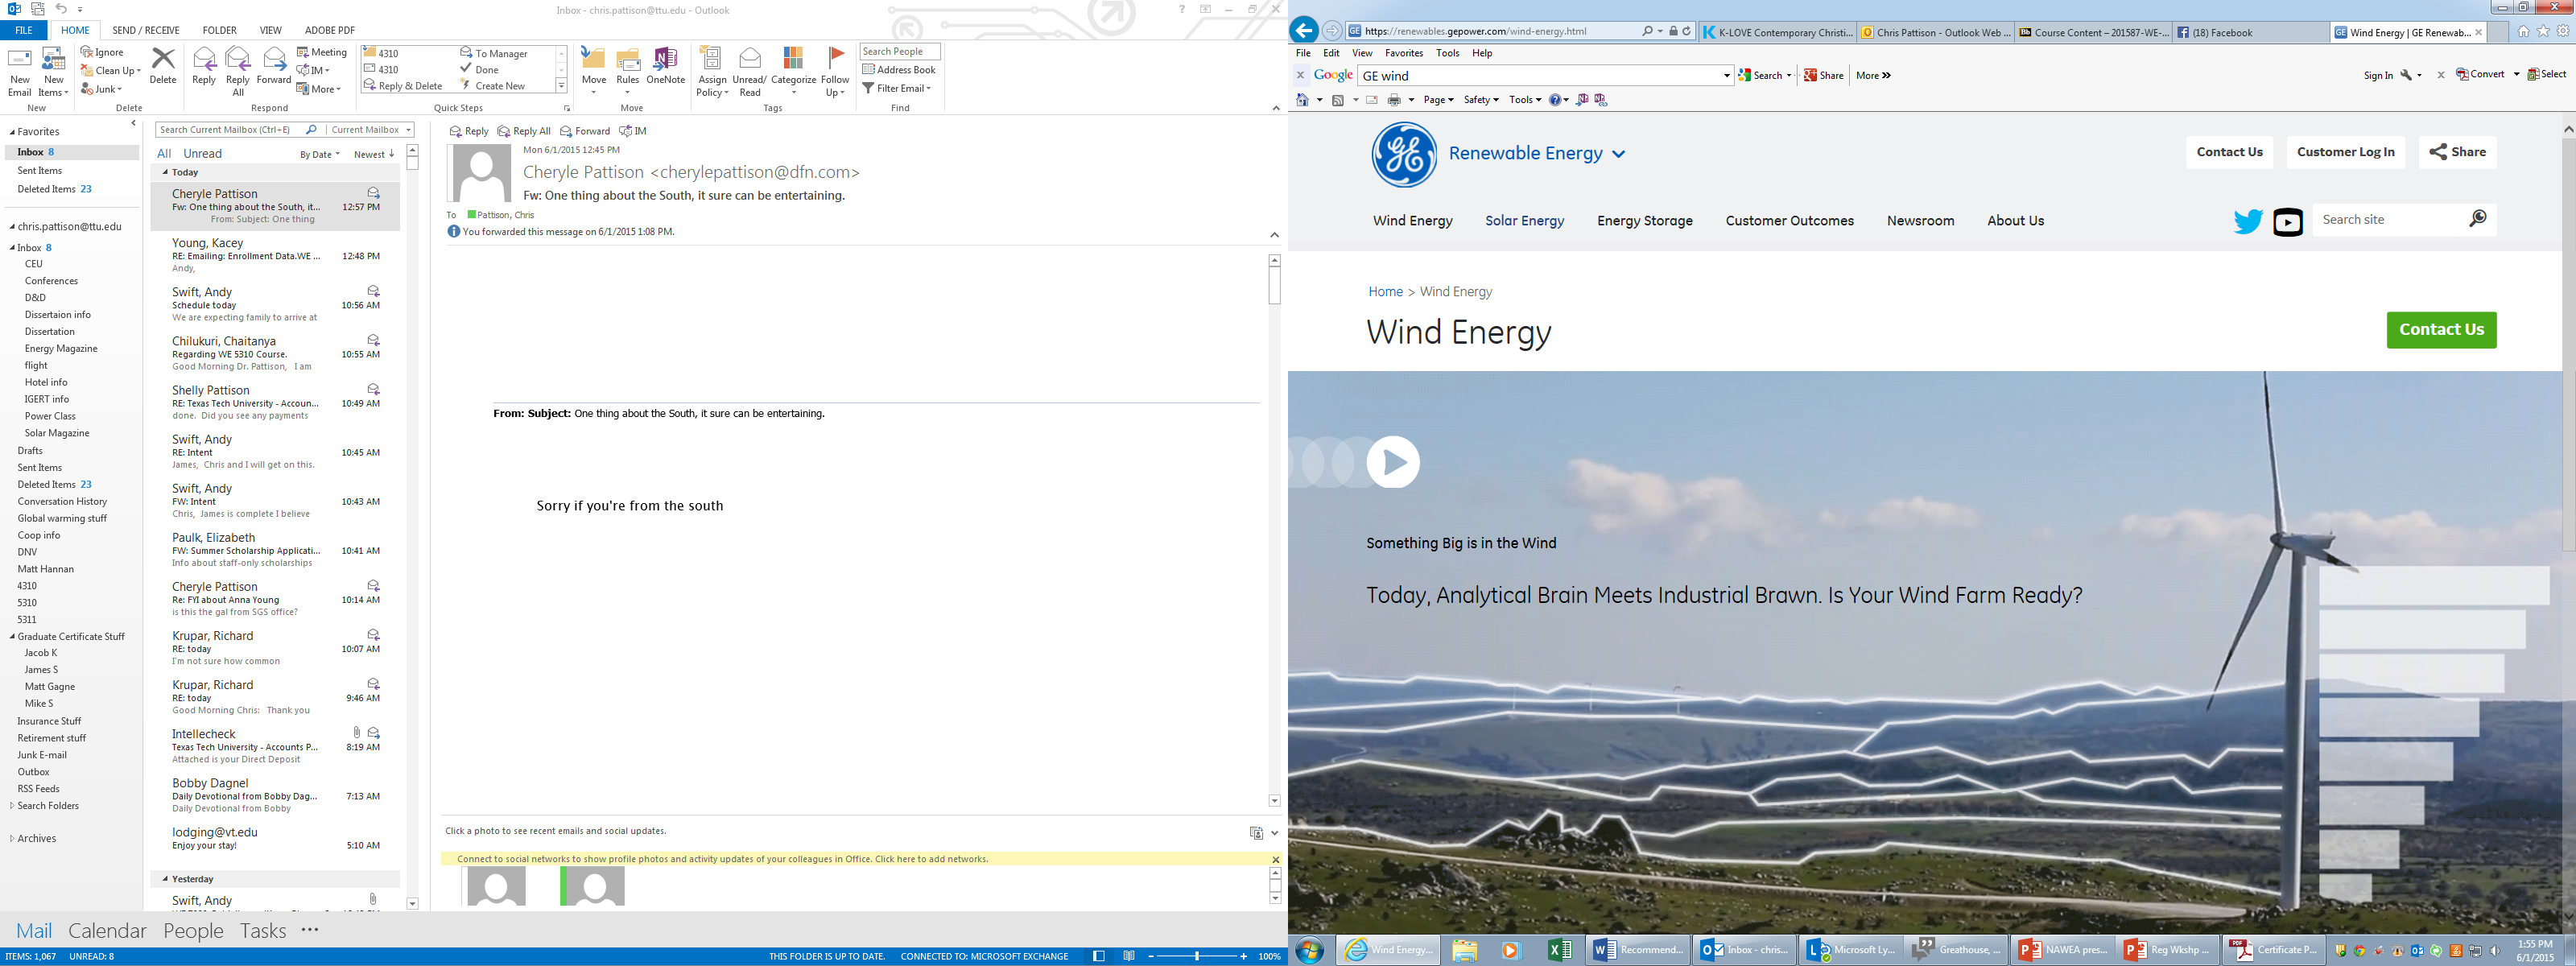 Inbox - chris.pattison@ttu.edu - Outlook
FILE HOME SEND / RECEIVE FOLDER VIEW ADOBE PDF
New Email
New Items
Ignore
Clean Up
Junk
Delete
Reply
Reply All
Forward
Meeting
IM
More
4310
4310
Reply & Delete
To Manager
Done
Create New
Move
Rules
OneNote
Assign Policy
Unread/ Read
Categorize
Follow Up
Search People
Address Book
Filter Email
New Delete Respond Quick Steps Move Tags Find
Favorites
Inbox 8
Sent Items
Deleted Items 23
chris.pattison@ttu.edu
Inbox 8
CEU
Conferences
D&D
Dissertaion info
Dissertation
Energy Magazine
flight
Hotel info
IGERT info
Power Class
Solar Magazine
Drafts
Sent Items
Deleted Items 23
Conversation History
Global warming stuff
Coop info
DNV
Matt Hannan
4310
5310
5311
Graduate Certificate Stuff
Jacob K
James S
Matt Gagne
Mike S
Insurance Stuff
Retirement stuff
Junk E-mail
Outbox
RSS Feeds
Search Folders
Archives
Search Current Mailbox (Ctrl+E) Current Mailbox
All Unread By Date Newest
Today
Cheryle Pattison
Fw: One thing about the South, it... 12:57 PM
From: Subject: One thing
Young, Kacey
RE: Emailing: Enrollment Data.WE ... 12:48 PM
Andy,
Swift, Andy
Schedule today 10:56 AM
We are expecting family to arrive at
Chilukuri, Chaitanya
Regarding WE 5310 Course. 10:55 AM
Good Morning Dr. Pattison, I am
Shelly Pattison
RE: Texas Tech University - Accoun... 10:49 AM
done. Did you see any payments
Swift, Andy
RE: Intent 10:45 AM
James, Chris and I will get on this.
Swift, Andy
FW: Intent 10:43 AM
Chris, James is complete I believe
Paulk, Elizabeth
FW: Summer Scholarship Applicati... 10:41 AM
Info about staff-only scholarships
Cheryle Pattison
Re: FYI about Anna Young 10:14 AM
is this the gal from SGS office?
Krupar, Richard
RE: today 10:07 AM
I'm not sure how common
Krupar, Richard
RE: today 9:46 AM
Good Morning Chris: Thank you
Intellecheck
Texas Tech University - Accounts P... 8:19 AM
Attached is your Direct Deposit
Bobby Dagnel
Daily Devotional from Bobby Dag... 7:13 AM
Daily Devotional from Bobby
lodging@vt.edu
Enjoy your stay! 5:10 AM
Yesterday
Swift, Andy
Reply Reply All Forward IM
Mon 6/1/2015 12:45 PM
Cheryle Pattison <cherylepattison@dfn.com>
Fw: One thing about the South, it sure can be entertaining.
To Pattison, Chris
You forwarded this message on 6/1/2015 1:08 PM.
From: Subject: One thing about the South, it sure can be entertaining.
Sorry if you're from the south
Click a photo to see recent emails and social updates.
Connect to social networks to show profile photos and activity updates of your colleagues in Office. Click here to add networks.
Mail Calendar People Tasks ...
ITEMS: 1,067 UNREAD: 8 THIS FOLDER IS UP TO DATE. CONNECTED TO: MICROSOFT EXCHANGE 100%
https://renewables.gepower.com/wind-energy.html
K-LOVE Contemporary Christi...
Chris Pattison - Outlook Web ...
Course Content – 201587-WE-...
(18) Facebook
Wind Energy | GE Renewab...
File Edit View Favorites Tools Help
Google GE wind Search Share More » Sign In Convert Select
Page Safety Tools
GE Renewable Energy
Contact Us Customer Log In Share
Wind Energy Solar Energy Energy Storage Customer Outcomes Newsroom About Us Search site
Home > Wind Energy
Wind Energy
Contact Us
Something Big is in the Wind
Today, Analytical Brain Meets Industrial Brawn. Is Your Wind Farm Ready?
Wind Energy...
Recommend...
Inbox - chris...
Microsoft Ly...
Greathouse, ...
NAWEA pres...
Reg Wkshp ...
Certificate P...
1:55 PM
6/1/2015